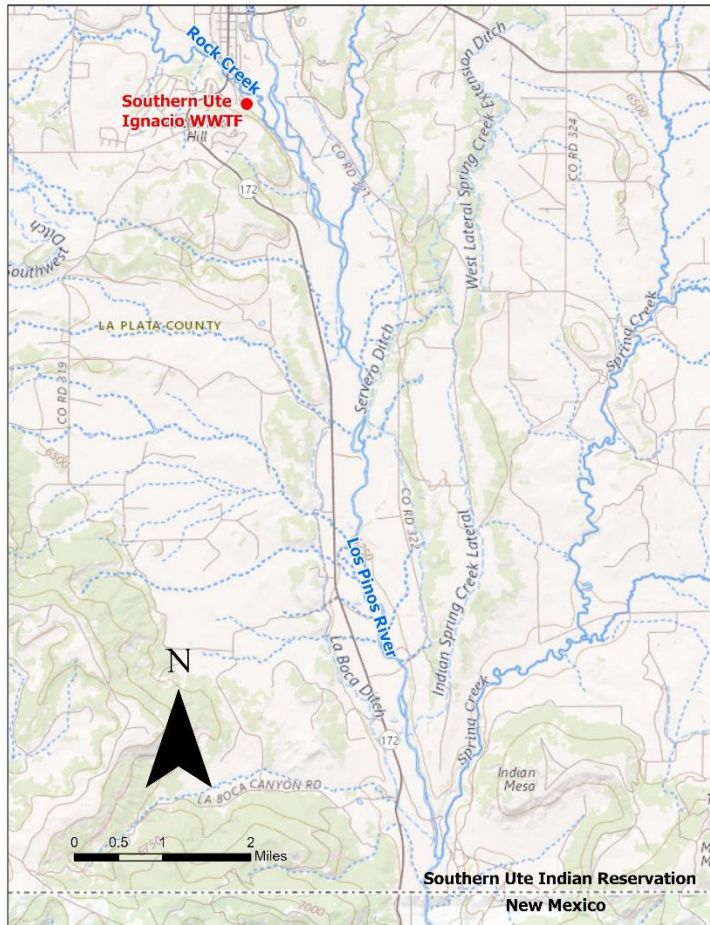 Rock Creek
Southern Ute
Ignacio WWTF
Hill
172
CO RD 321
West Lateral Spring Creek Extension Ditch
CO RD 324
6500
Southwest Ditch
LA PLATA COUNTY
CO RD 319
Servero Ditch
Spring Creek
6500
CO RD 322
Los Pinos River
Indian Spring Creek Lateral
La Boca Ditch
N
172
Spring Creek
Indian
Mesa
LA BOCA CANYON RD
0 0.5 1 2
Miles
6750
Southern Ute Indian Reservation
New Mexico
7000